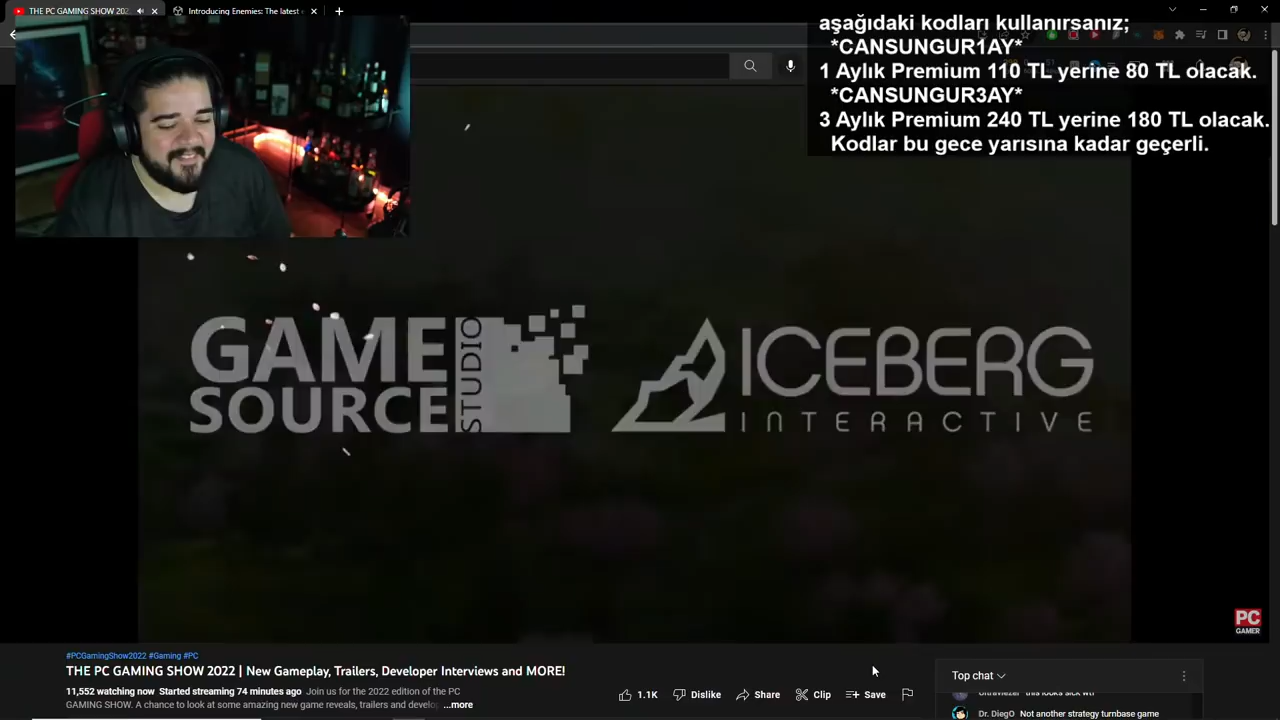 THE PC GAMING SHOW 202
Introducing Enemies: The latest
aşağıdaki kodları kullanırsanız;
*CANSUNGUR1AY*
1 Aylık Premium 110 TL yerine 80 TL olacak.
*CANSUNGUR3AY*
3 Aylık Premium 240 TL yerine 180 TL olacak.
Kodlar bu gece yarısına kadar geçerli.
GAME SOURCE STUDIO
ICEBERG INTERACTIVE
PC GAMER
#PCGamingShow2022 #Gaming #PC
THE PC GAMING SHOW 2022 | New Gameplay, Trailers, Developer Interviews and MORE!
11,552 watching now Started streaming 74 minutes ago Join us for the 2022 edition of the PC
GAMING SHOW. A chance to look at some amazing new game reveals, trailers and develo ...more
1.1K Dislike Share Clip Save
Top chat
this looks sick wtf
Dr. DiegO Not another strategy turnbase game